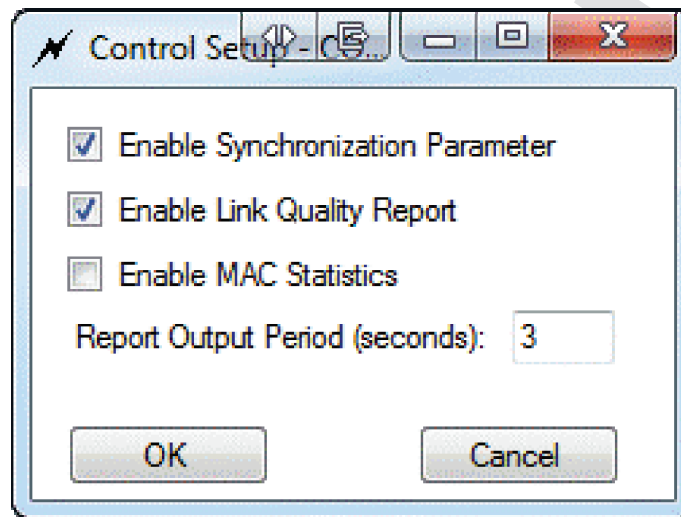 Control Setup - CO...
Enable Synchronization Parameter
Enable Link Quality Report
Enable MAC Statistics
Report Output Period (seconds): 3
OK Cancel